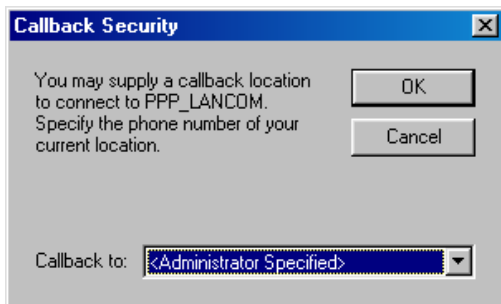 Callback Security
You may supply a callback location
to connect to PPP_LANCOM.
Specify the phone number of your
current location.
OK
Cancel
Callback to: <Administrator Specified>